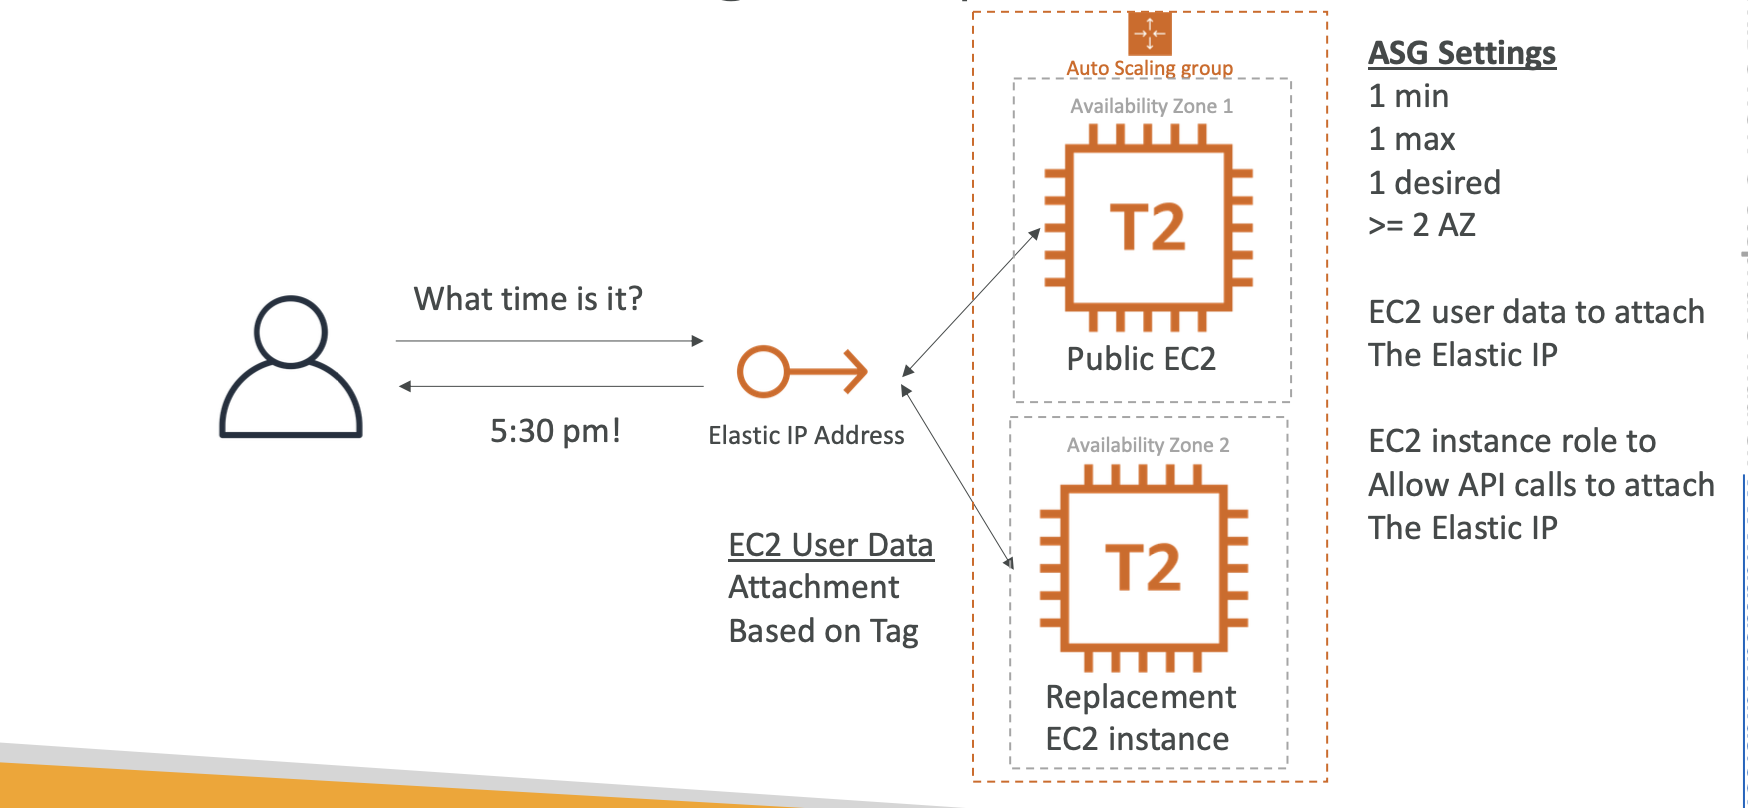 Auto Scaling group
Availability Zone 1
T2
Public EC2
Availability Zone 2
T2
Replacement
EC2 instance
What time is it?
5:30 pm!
Elastic IP Address
EC2 User Data
Attachment
Based on Tag
ASG Settings
1 min
1 max
1 desired
>= 2 AZ
EC2 user data to attach
The Elastic IP
EC2 instance role to
Allow API calls to attach
The Elastic IP